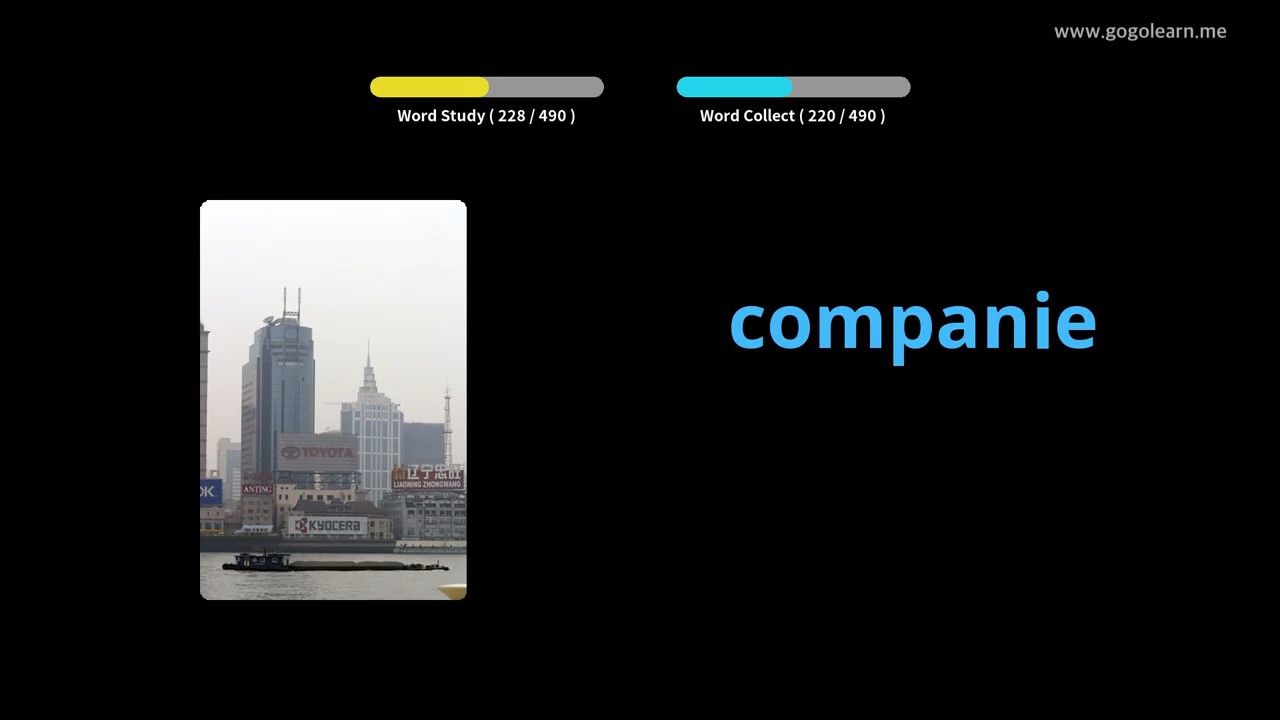 www.gogolearn.me
Word Study ( 228 / 490 )
Word Collect ( 220 / 490 )
companie
TOYOTA
辽宁忠旺
LIAONING ZHONGWANG
OK
ANTING
KYOCERA